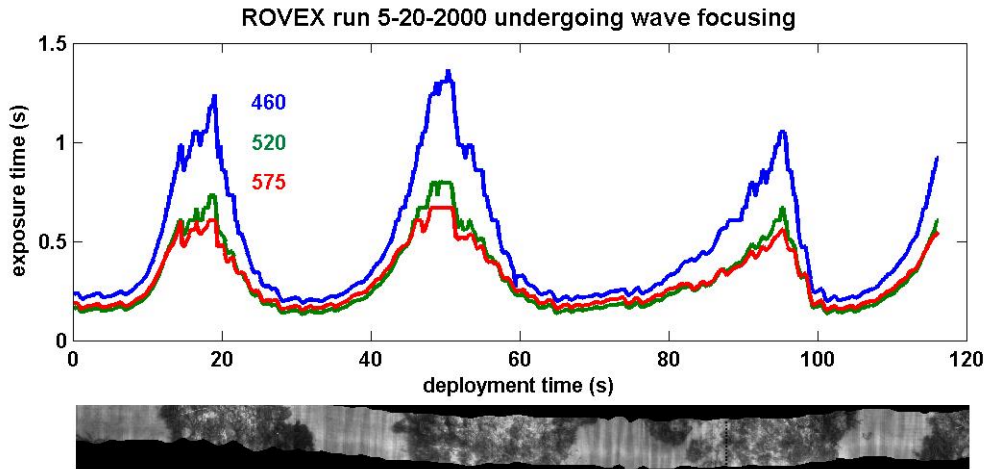 ROVEX run 5-20-2000 undergoing wave focusing
1.5
1
0.5
0
460
520
575
exposure time (s)
0 20 40 60 80 100 120
deployment time (s)